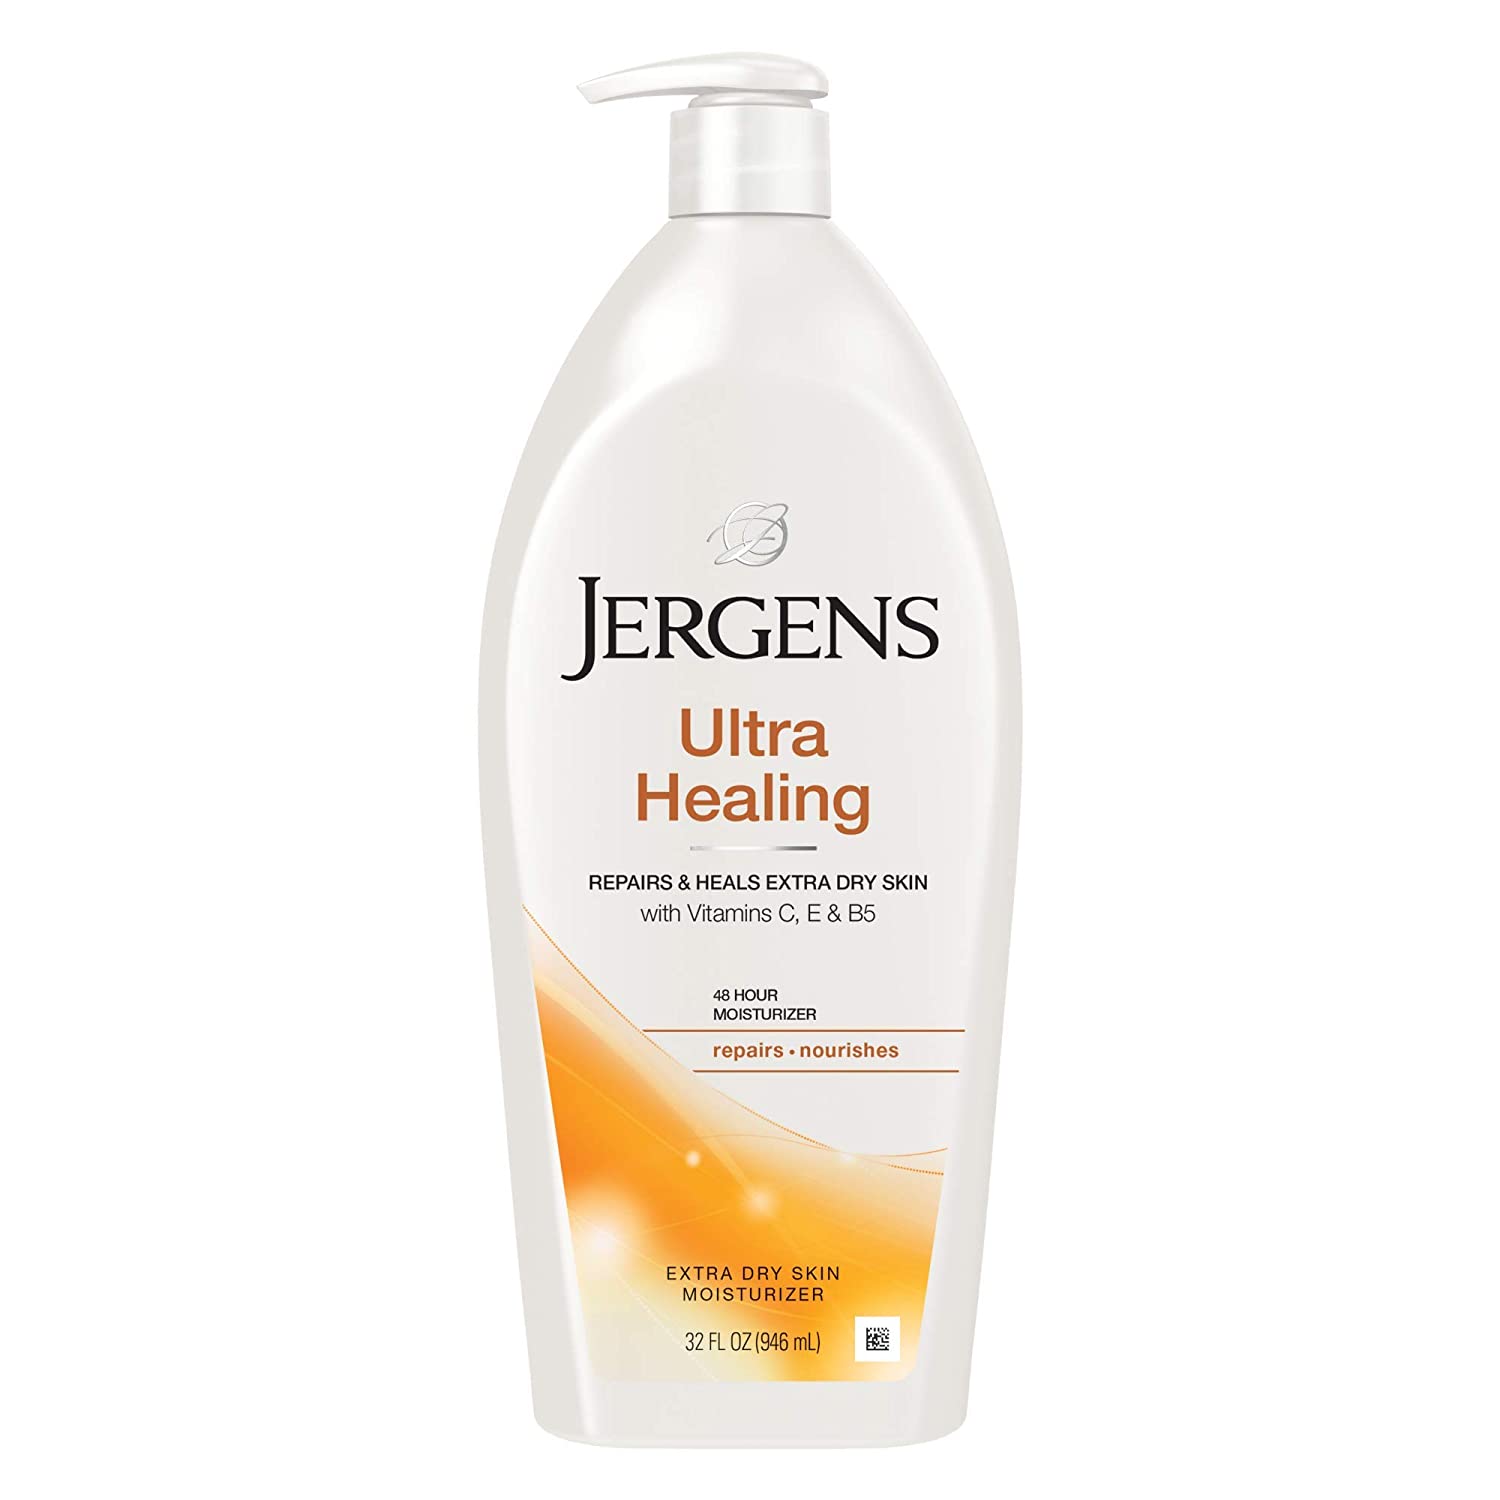 JERGENS
Ultra
Healing
REPAIRS & HEALS EXTRA DRY SKIN
with Vitamins C, E & B5
48 HOUR
MOISTURIZER
repairs • nourishes
EXTRA DRY SKIN
MOISTURIZER
32 FL OZ (946 mL)